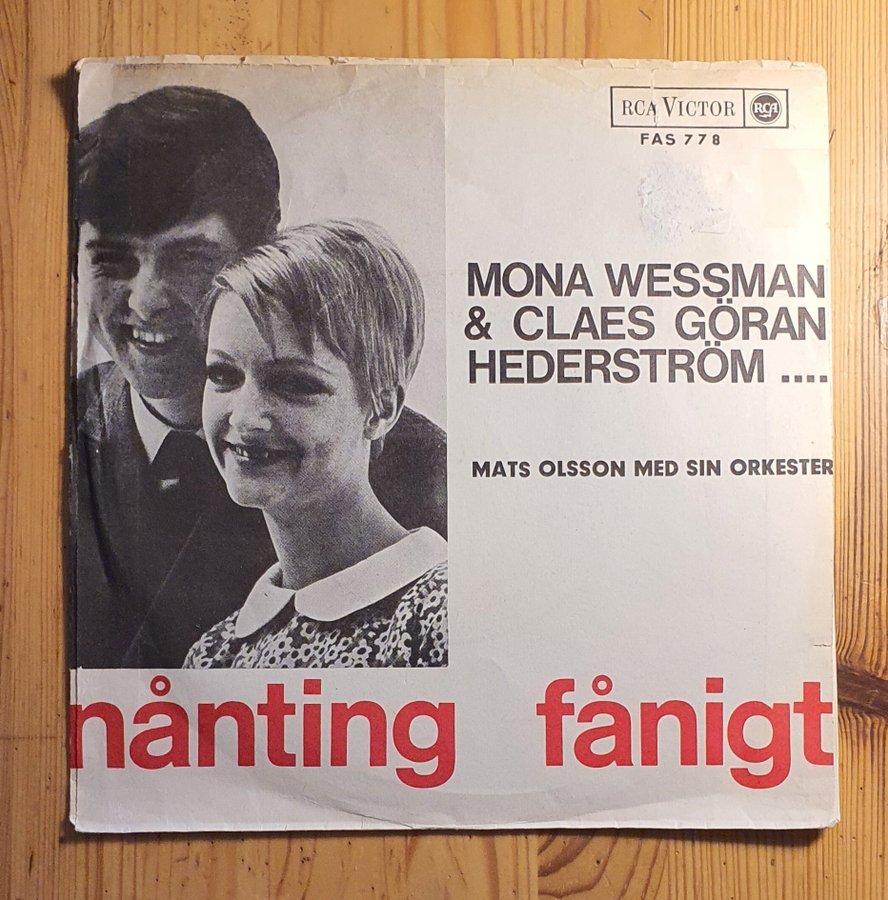 RCA VICTOR RCA
FAS 778
MONA WESSMAN
& CLAES GÖRAN
HEDERSTRÖM ....
MATS OLSSON MED SIN ORKESTER
nånting fånigt